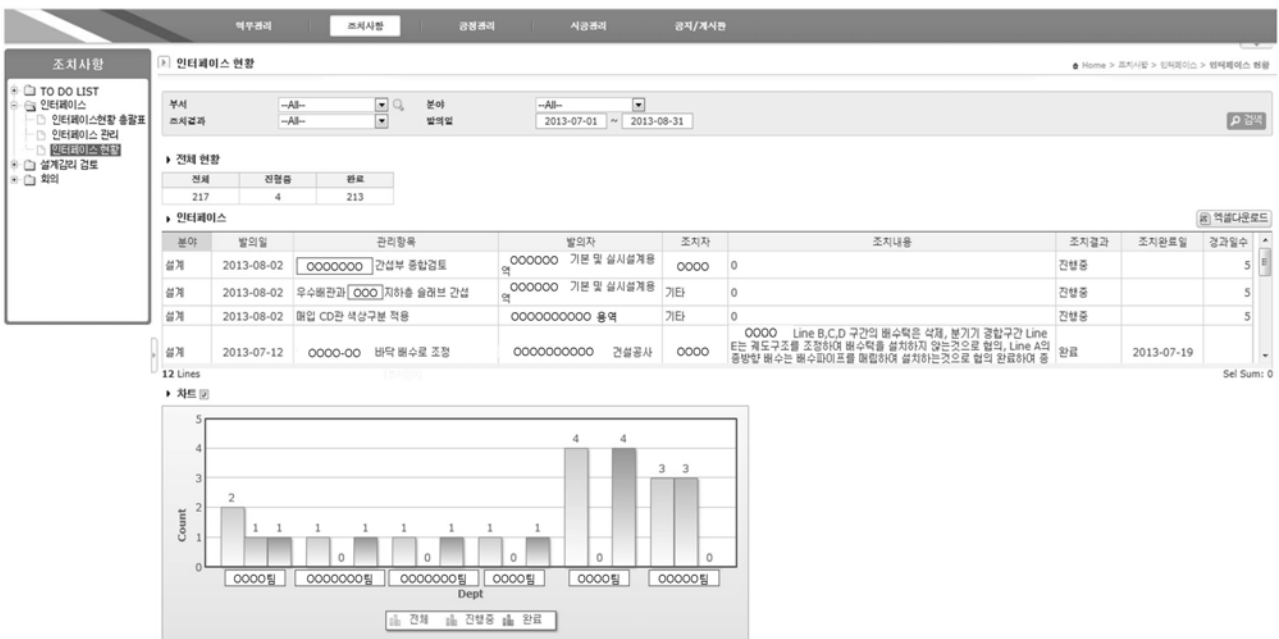 역무관리 조치사항 공정관리 시공관리 공지/게시판
조치사항
TO DO LIST
인터페이스
인터페이스현황 총괄표
인터페이스 관리
인터페이스 현황
설계감리 검토
회의
인터페이스 현황
Home > 조치사항 > 인터페이스 > 인터페이스 현황
부서 --All-- 분야 --All--
조치결과 --All-- 발의일 2013-07-01 ~ 2013-08-31
검색
전체 현황
전체 진행중 완료
217 4 213
인터페이스
엑셀다운로드
분야 발의일 관리항목 발의자 조치자 조치내용 조치결과 조치완료일 경과일수
설계 2013-08-02 OOOOOOO 간섭부 종합검토 OOOOOO 기본 및 실시설계용역 OOOO 0 진행중 5
설계 2013-08-02 우수배관과 OOO 지하층 슬래브 간섭 OOOOOO 기본 및 실시설계용역 기타 0 진행중 5
설계 2013-08-02 매입 CD관 색상구분 적용 OOOOOOOOOO 용역 기타 0 진행중 5
설계 2013-07-12 OOOO-OO 바닥 배수로 조정 OOOOOOOOOO 건설공사 OOOO
OOOO Line B,C,D 구간의 배수턱은 삭제, 분기기 경합구간 Line
E는 궤도구조를 조정하여 배수턱을 설치하지 않는것으로 협의, Line A의
종방향 배수는 배수파이프를 매립하여 설치하는것으로 협의 완료하여 종
완료 2013-07-19
12 Lines
Sel Sum: 0
차트
5
4
3
2
1
0
Count
2 1 1 1 0 1 1 0 1 1 0 1 4 0 4 3 3 0
OOOO팀 OOOOOOO팀 OOOOOOO팀 OOOO팀 OOOO팀 OOOOO팀
Dept
전체 진행중 완료